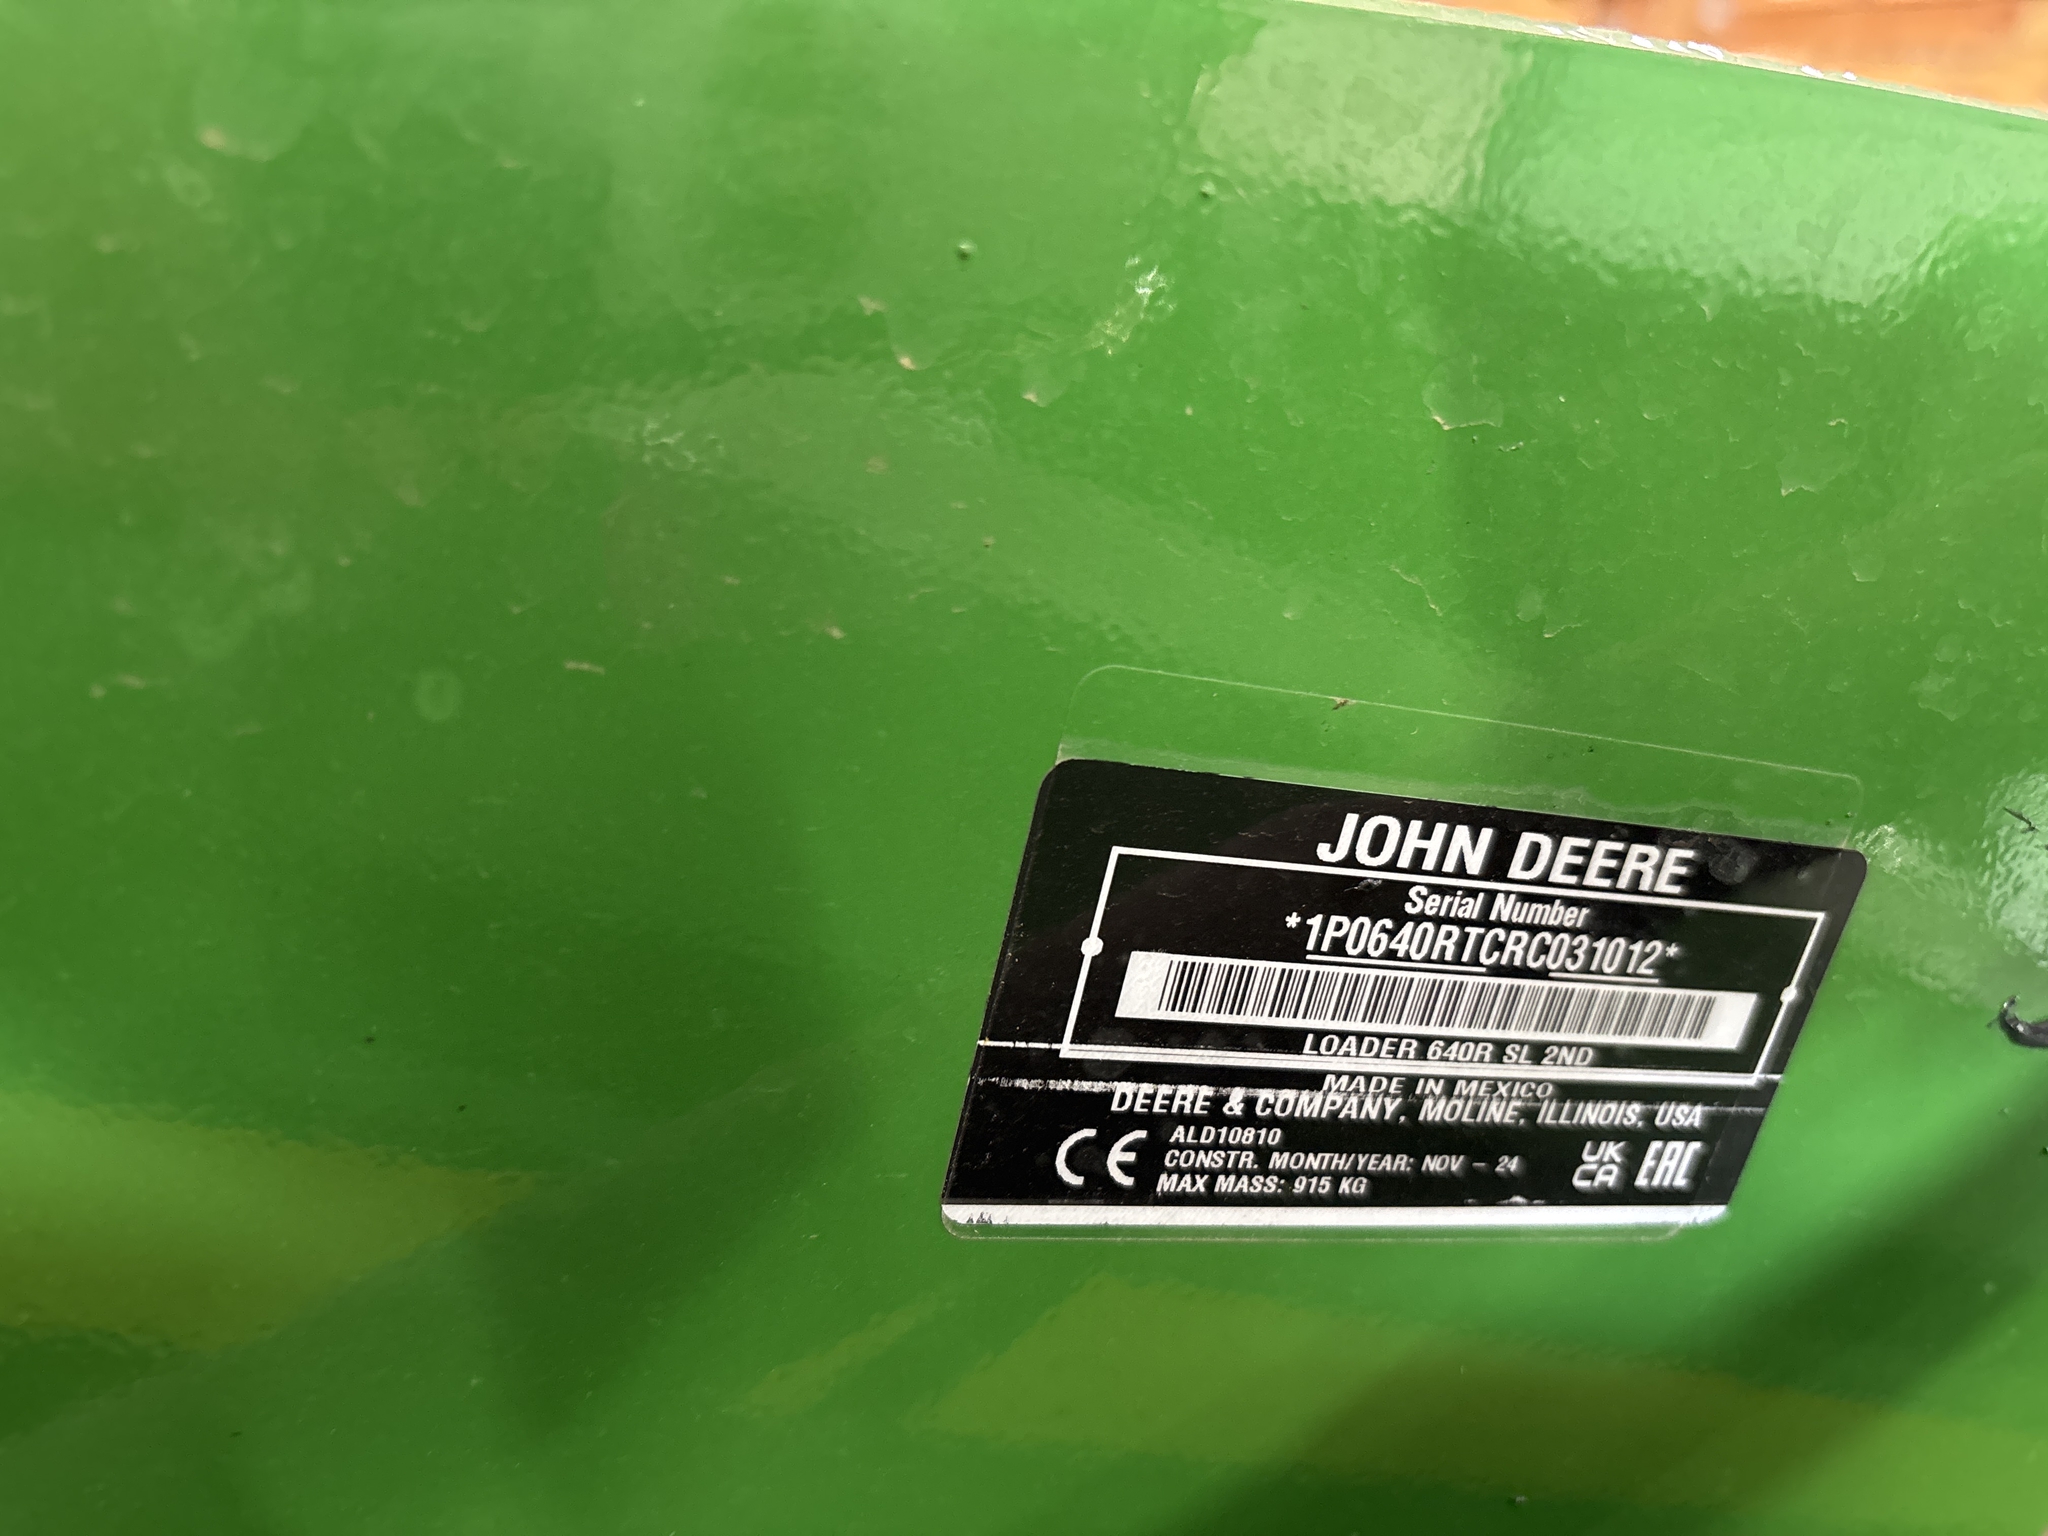 JOHN DEERE
Serial Number
*1P0640RTCRC031012*
LOADER 640R SL 2ND
MADE IN MEXICO
DEERE & COMPANY, MOLINE, ILLINOIS, USA
ALD10810
CONSTR. MONTH/YEAR: NOV - 24
MAX MASS: 915 KG
CE
UK
CA
EAC